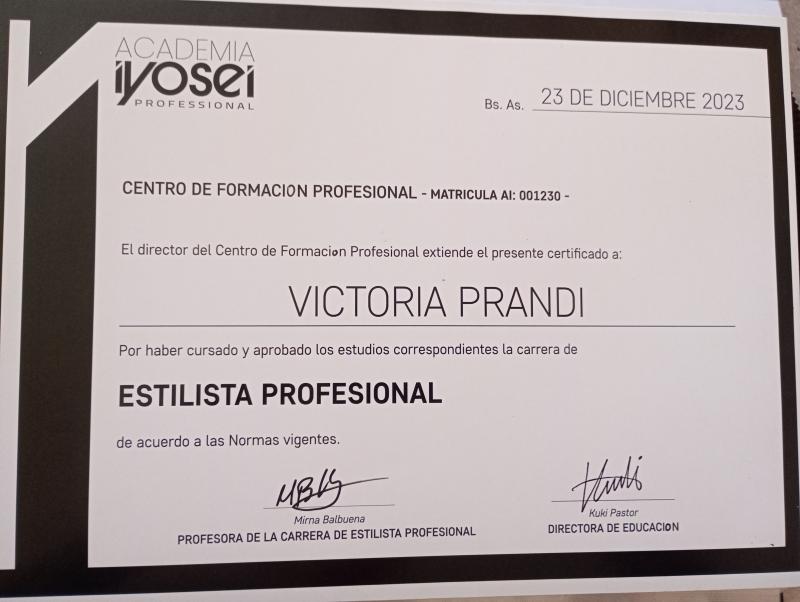 ACADEMIA
iyosei
PROFESSIONAL
Bs. As. 23 DE DICIEMBRE 2023
CENTRO DE FORMACION PROFESIONAL - MATRICULA AI: 001230 -
El director del Centro de Formacion Profesional extiende el presente certificado a:
VICTORIA PRANDI
Por haber cursado y aprobado los estudios correspondientes la carrera de
ESTILISTA PROFESIONAL
de acuerdo a las Normas vigentes.
Mirna Balbuena
PROFESORA DE LA CARRERA DE ESTILISTA PROFESIONAL
Kuki Pastor
DIRECTORA DE EDUCACION